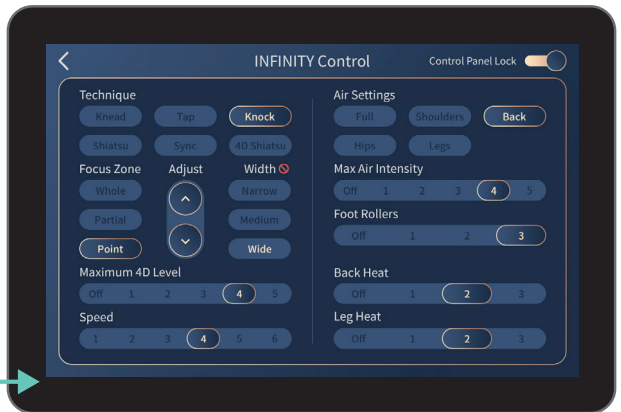 INFINITY Control
Control Panel Lock
Technique
Knead Tap Knock
Shiatsu Sync 4D Shiatsu
Focus Zone Adjust Width
Whole Narrow
Partial Medium
Point Wide
Maximum 4D Level
Off 1 2 3 4 5
Speed
1 2 3 4 5 6
Air Settings
Full Shoulders Back
Hips Legs
Max Air Intensity
Off 1 2 3 4 5
Foot Rollers
Off 1 2 3
Back Heat
Off 1 2 3
Leg Heat
Off 1 2 3